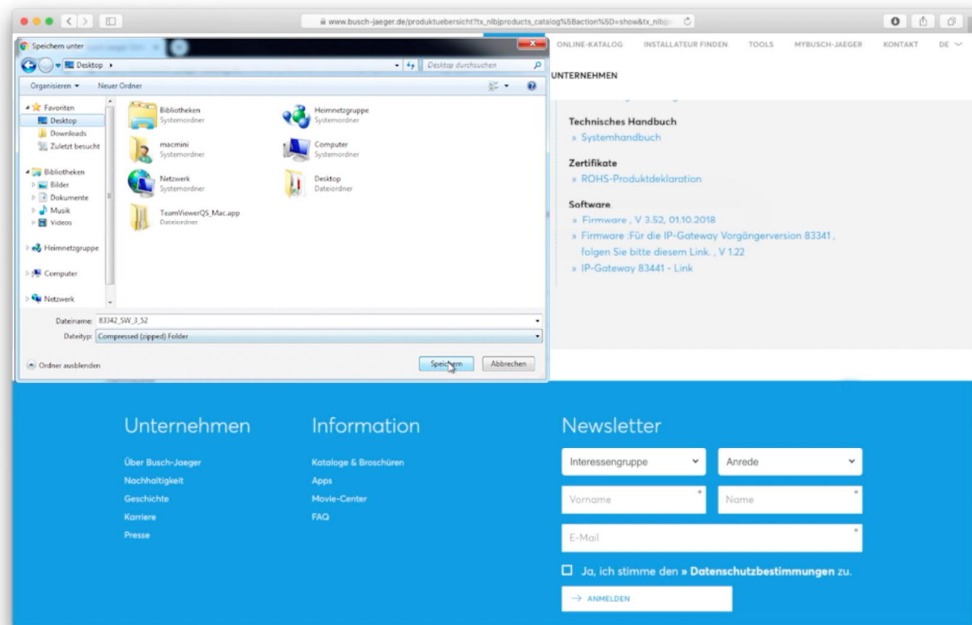 www.busch-jaeger.de/produktuebersicht?tx_nlbjproducts_catalog%5Baction%5D=show&tx_nlbj
Speichern unter
ONLINE-KATALOG INSTALLATEUR FINDEN TOOLS MYBUSCH-JAEGER KONTAKT DE
Desktop
Desktop durchsuchen
UNTERNEHMEN
Organisieren Neuer Ordner
Favoriten
Desktop
Downloads
Zuletzt besucht
Bibliotheken
Bilder
Dokumente
Musik
Videos
Heimnetzgruppe
Computer
Netzwerk
Bibliotheken
Systemordner
Heimnetzgruppe
Systemordner
macmini
Systemordner
Computer
Systemordner
Netzwerk
Systemordner
Desktop
Dateiordner
TeamViewerQS_Mac.app
Dateiordner
Dateiname: 83342_SW_3_52
Dateityp: Compressed (zipped) Folder
Ordner ausblenden
Speichern
Abbrechen
Technisches Handbuch
» Systemhandbuch
Zertifikate
» ROHS-Produktdeklaration
Software
» Firmware , V 3.52, 01.10.2018
» Firmware :Für die IP-Gateway Vorgängerversion 83341 ,
folgen Sie bitte diesem Link. , V 1.22
» IP-Gateway 83441 - Link
Unternehmen
Über Busch-Jaeger
Nachhaltigkeit
Geschichte
Karriere
Presse
Information
Kataloge & Broschüren
Apps
Movie-Center
FAQ
Newsletter
Interessengruppe
Anrede
Vorname *
Name *
E-Mail *
Ja, ich stimme den » Datenschutzbestimmungen zu.
→ ANMELDEN